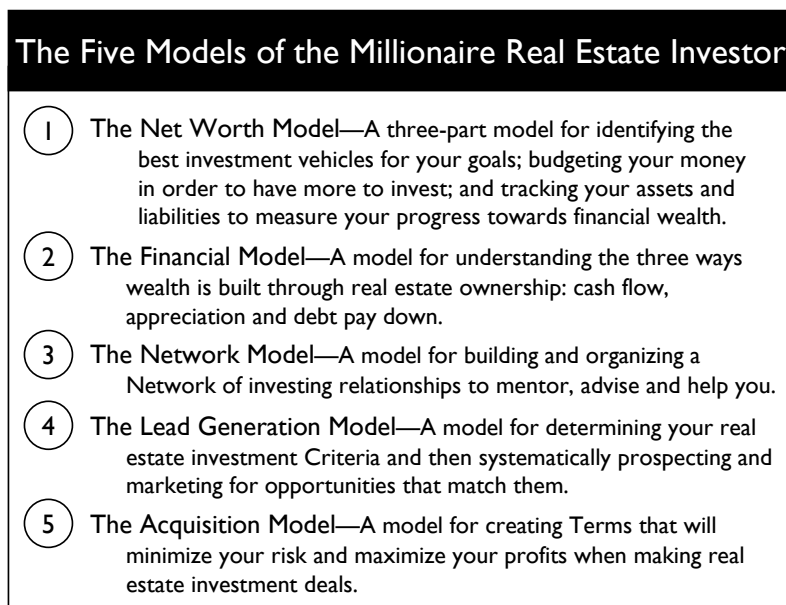 The Five Models of the Millionaire Real Estate Investor
1 The Net Worth Model—A three-part model for identifying the
best investment vehicles for your goals; budgeting your money
in order to have more to invest; and tracking your assets and
liabilities to measure your progress towards financial wealth.
2 The Financial Model—A model for understanding the three ways
wealth is built through real estate ownership: cash flow,
appreciation and debt pay down.
3 The Network Model—A model for building and organizing a
Network of investing relationships to mentor, advise and help you.
4 The Lead Generation Model—A model for determining your real
estate investment Criteria and then systematically prospecting and
marketing for opportunities that match them.
5 The Acquisition Model—A model for creating Terms that will
minimize your risk and maximize your profits when making real
estate investment deals.